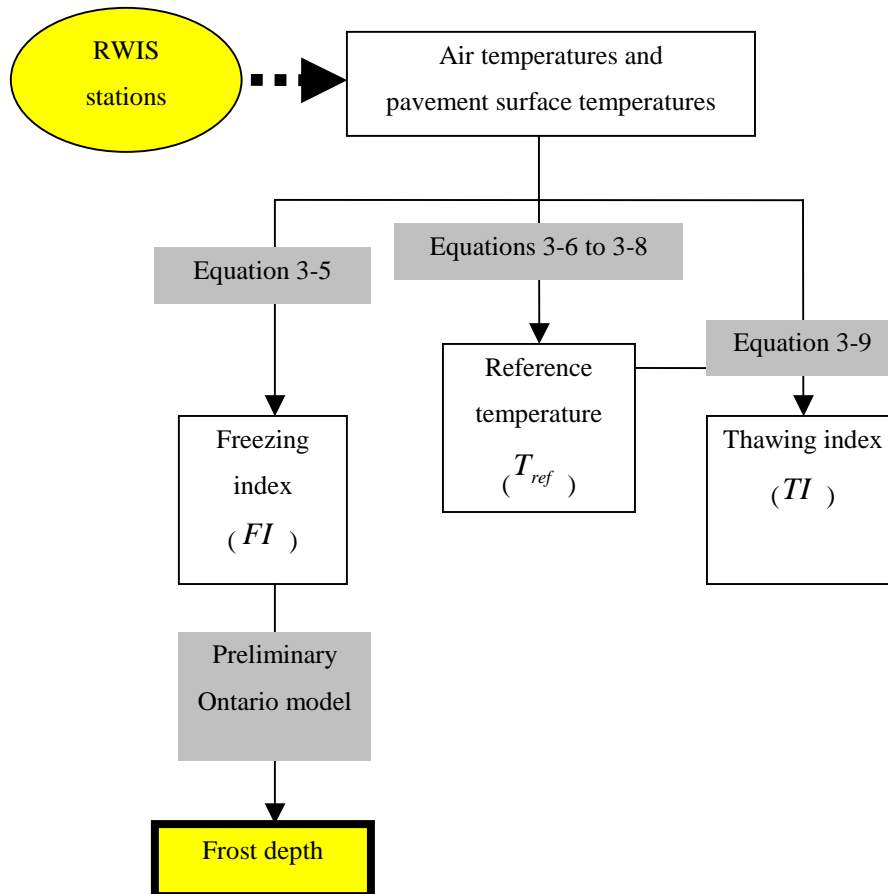 RWIS
stations
Air temperatures and
pavement surface temperatures
Equation 3-5
Equations 3-6 to 3-8
Equation 3-9
Reference
temperature
( T_ref )
Freezing
index
( FI )
Thawing index
( TI )
Preliminary
Ontario model
Frost depth